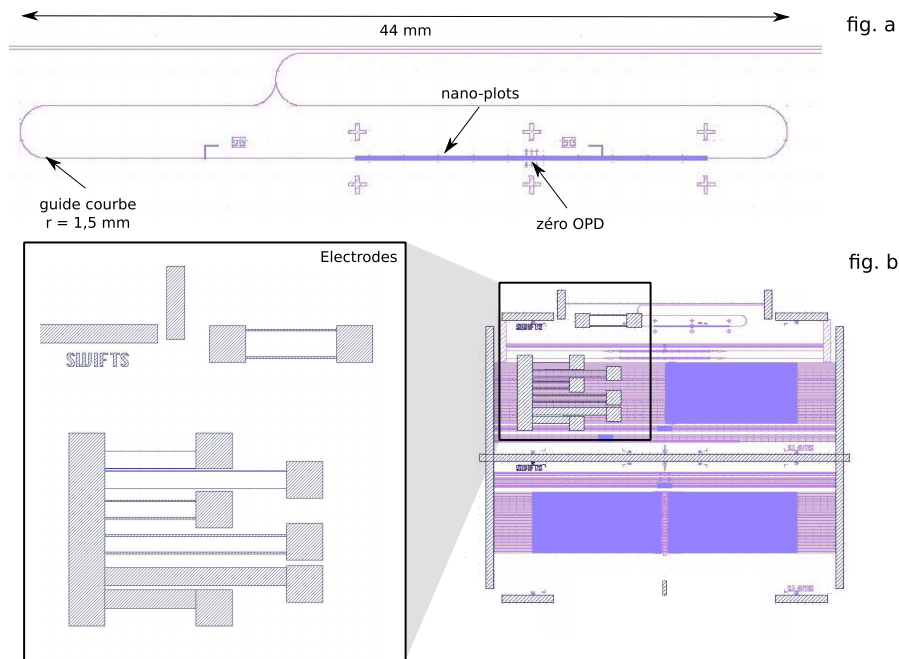 fig. a
44 mm
nano-plots
guide courbe
r = 1,5 mm
zéro OPD
fig. b
Electrodes
SWIFTS
SWIFTS
SWIFTS